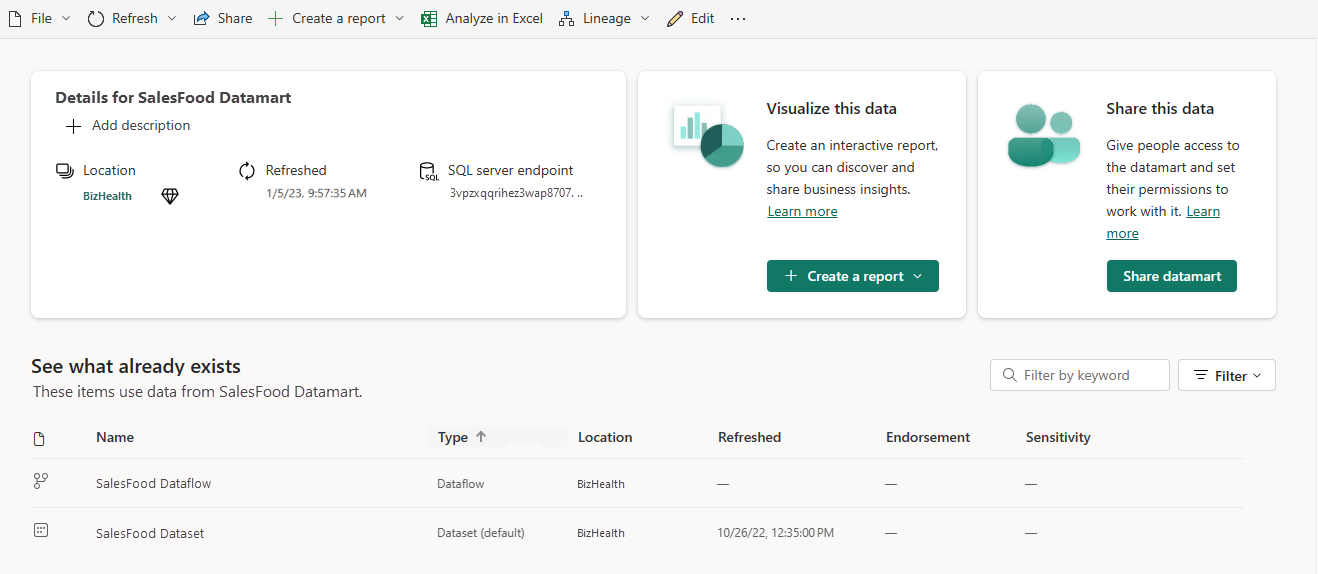 File Refresh Share Create a report Analyze in Excel Lineage Edit ...
Details for SalesFood Datamart
Add description
Location Refreshed SQL server endpoint
SQL
BizHealth 1/5/23, 9:57:35 AM 3vpzxqqrihez3wap8707. ..
Visualize this data
Create an interactive report,
so you can discover and
share business insights.
Learn more
Create a report
Share this data
Give people access to
the datamart and set
their permissions to
work with it. Learn
more
Share datamart
See what already exists
These items use data from SalesFood Datamart.
Filter by keyword Filter
Name Type Location Refreshed Endorsement Sensitivity
SalesFood Dataflow Dataflow BizHealth — — —
SalesFood Dataset Dataset (default) BizHealth 10/26/22, 12:35:00 PM — —